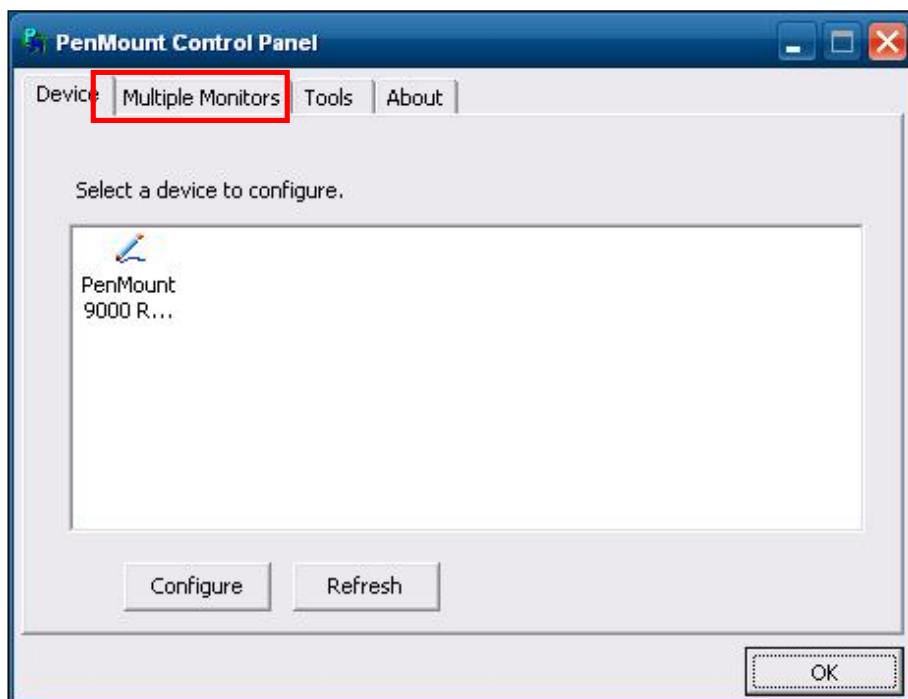 PenMount Control Panel
Device Multiple Monitors Tools About
Select a device to configure.
PenMount
9000 R...
Configure Refresh
OK